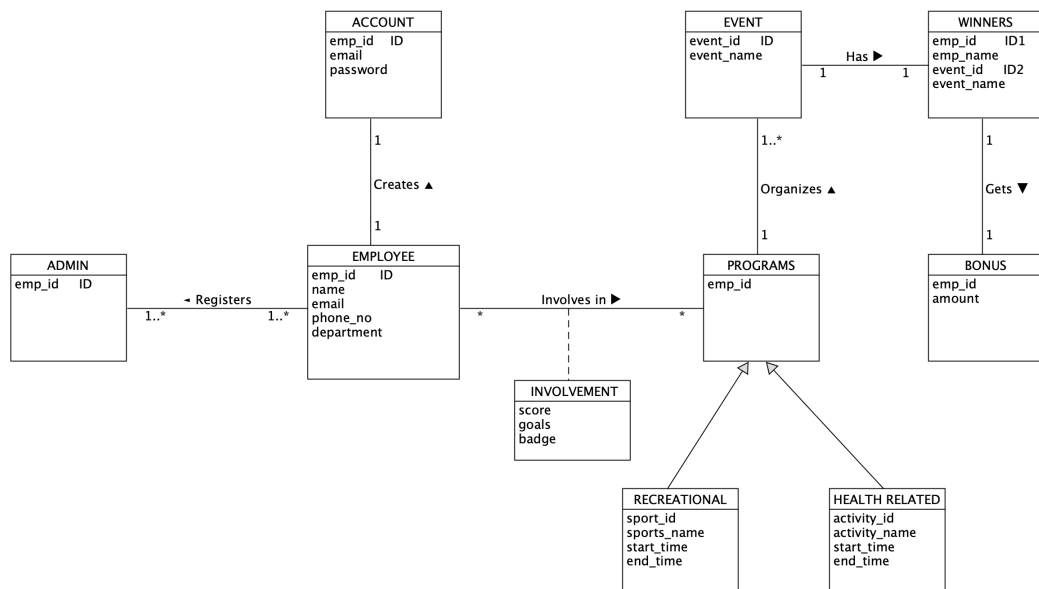 ACCOUNT
emp_id ID
email
password
EVENT
event_id ID
event_name
WINNERS
emp_id ID1
emp_name
event_id ID2
event_name
Has ▶
1
1
1
Creates ▲
1
1..*
Organizes ▲
1
1
Gets ▼
1
ADMIN
emp_id ID
◄ Registers
1..*
1..*
EMPLOYEE
emp_id ID
name
email
phone_no
department
Involves in ▶
*
*
PROGRAMS
emp_id
BONUS
emp_id
amount
INVOLVEMENT
score
goals
badge
RECREATIONAL
sport_id
sports_name
start_time
end_time
HEALTH RELATED
activity_id
activity_name
start_time
end_time